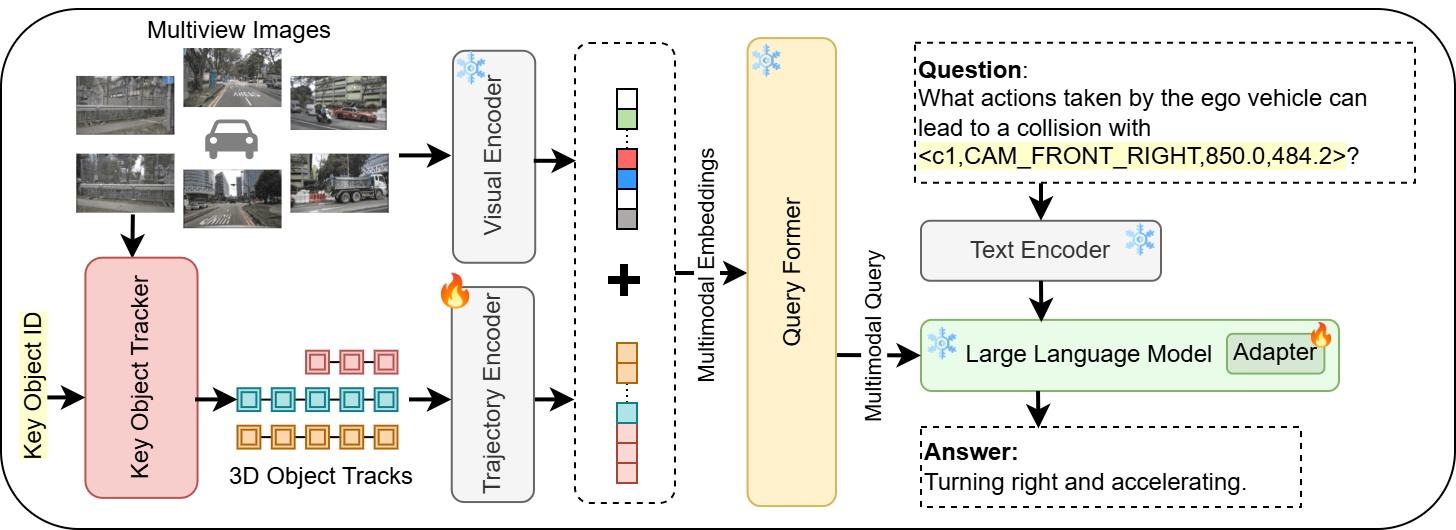 Multiview Images
Visual Encoder
Key Object ID
Key Object Tracker
3D Object Tracks
Trajectory Encoder
Multimodal Embeddings
Query Former
Multimodal Query
Question:
What actions taken by the ego vehicle can
lead to a collision with
<c1,CAM_FRONT_RIGHT,850.0,484.2>?
Text Encoder
Large Language Model
Adapter
Answer:
Turning right and accelerating.